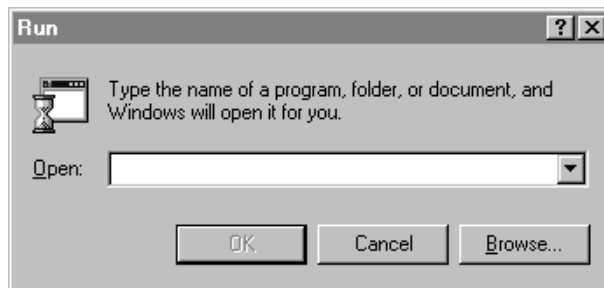 Run
Type the name of a program, folder, or document, and
Windows will open it for you.
Open:
OK Cancel Browse...